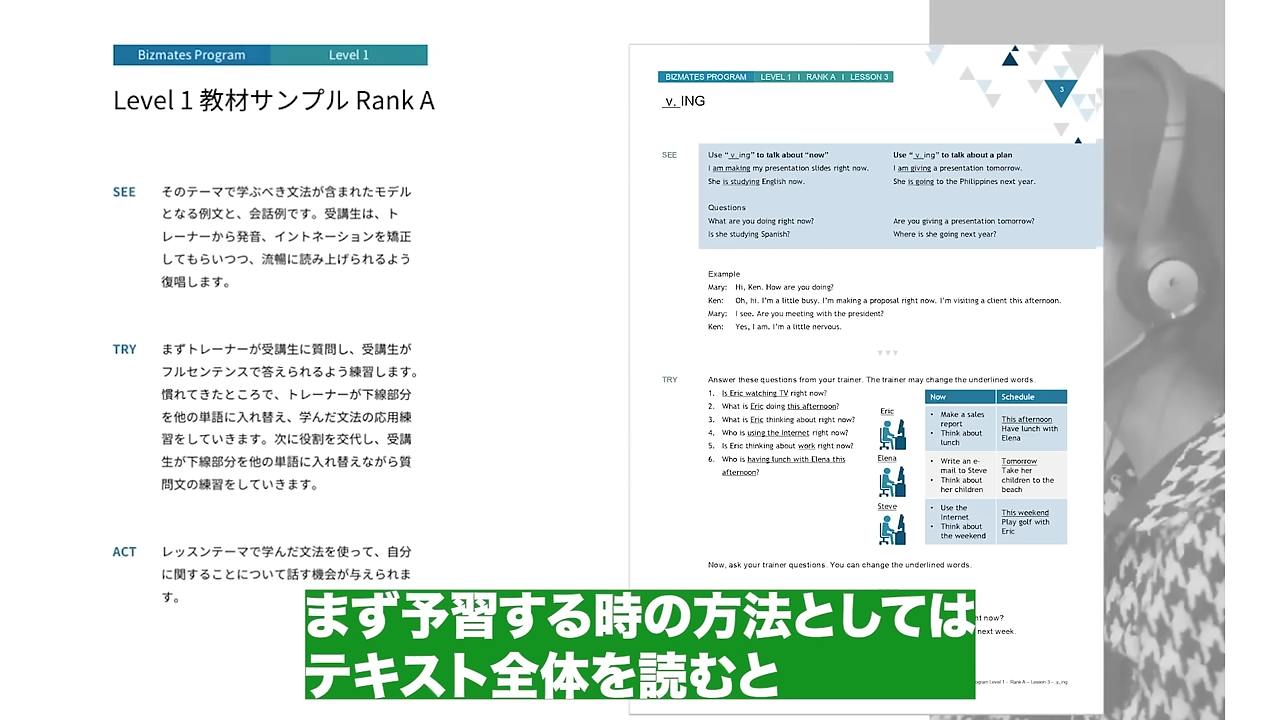 Bizmates Program
Level 1
Level 1 教材サンプル Rank A
SEE
そのテーマで学ぶべき文法が含まれたモデル
となる例文と、会話例です。受講生は、ト
レーナーから発音、イントネーションを矯正
してもらいつつ、流暢に読み上げられるよう
復唱します。
TRY
まずトレーナーが受講生に質問し、受講生が
フルセンテンスで答えられるよう練習します。
慣れてきたところで、トレーナーが下線部分
を他の単語に入れ替え、学んだ文法の応用練
習をしていきます。次に役割を交代し、受講
生が下線部分を他の単語に入れ替えながら質
問文の練習をしていきます。
ACT
レッスンテーマで学んだ文法を使って、自分
に関することについて話す機会が与えられま
す。
BIZMATES PROGRAM LEVEL 1 I RANK A I LESSON 3
3
_v._ING
SEE
Use “_v_ing” to talk about “now”
I am making my presentation slides right now.
She is studying English now.
Use “_v_ing” to talk about a plan
I am giving a presentation tomorrow.
She is going to the Philippines next year.
Questions
What are you doing right now?
Is she studying Spanish?
Are you giving a presentation tomorrow?
Where is she going next year?
Example
Mary: Hi, Ken. How are you doing?
Ken: Oh, hi. I’m a little busy. I’m making a proposal right now. I’m visiting a client this afternoon.
Mary: I see. Are you meeting with the president?
Ken: Yes, I am. I’m a little nervous.
TRY
Answer these questions from your trainer. The trainer may change the underlined words.
1. Is Eric watching TV right now?
2. What is Eric doing this afternoon?
3. What is Eric thinking about right now?
4. Who is using the Internet right now?
5. Is Eric thinking about work right now?
6. Who is having lunch with Elena this
afternoon?
Now
Schedule
Eric
• Make a sales
report
• Think about
lunch
This afternoon
Have lunch with
Elena
Elena
• Write an e-
mail to Steve
• Think about
her children
Tomorrow
Take her
children to the
beach
Steve
• Use the
Internet
• Think about
the weekend
This weekend
Play golf with
Eric
Now, ask your trainer questions. You can change the underlined words.
nt now?
next week.
ogram Level 1 - Rank A – Lesson 3 – _v_ing
まず予習する時の方法としては
テキスト全体を読むと